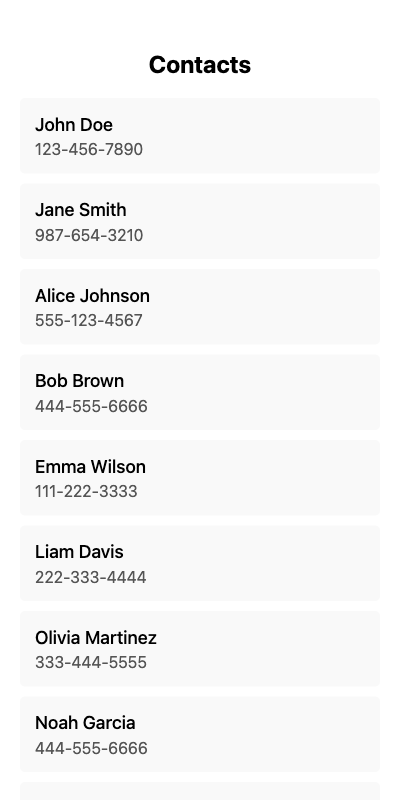 Contacts
John Doe
123-456-7890
Jane Smith
987-654-3210
Alice Johnson
555-123-4567
Bob Brown
444-555-6666
Emma Wilson
111-222-3333
Liam Davis
222-333-4444
Olivia Martinez
333-444-5555
Noah Garcia
444-555-6666